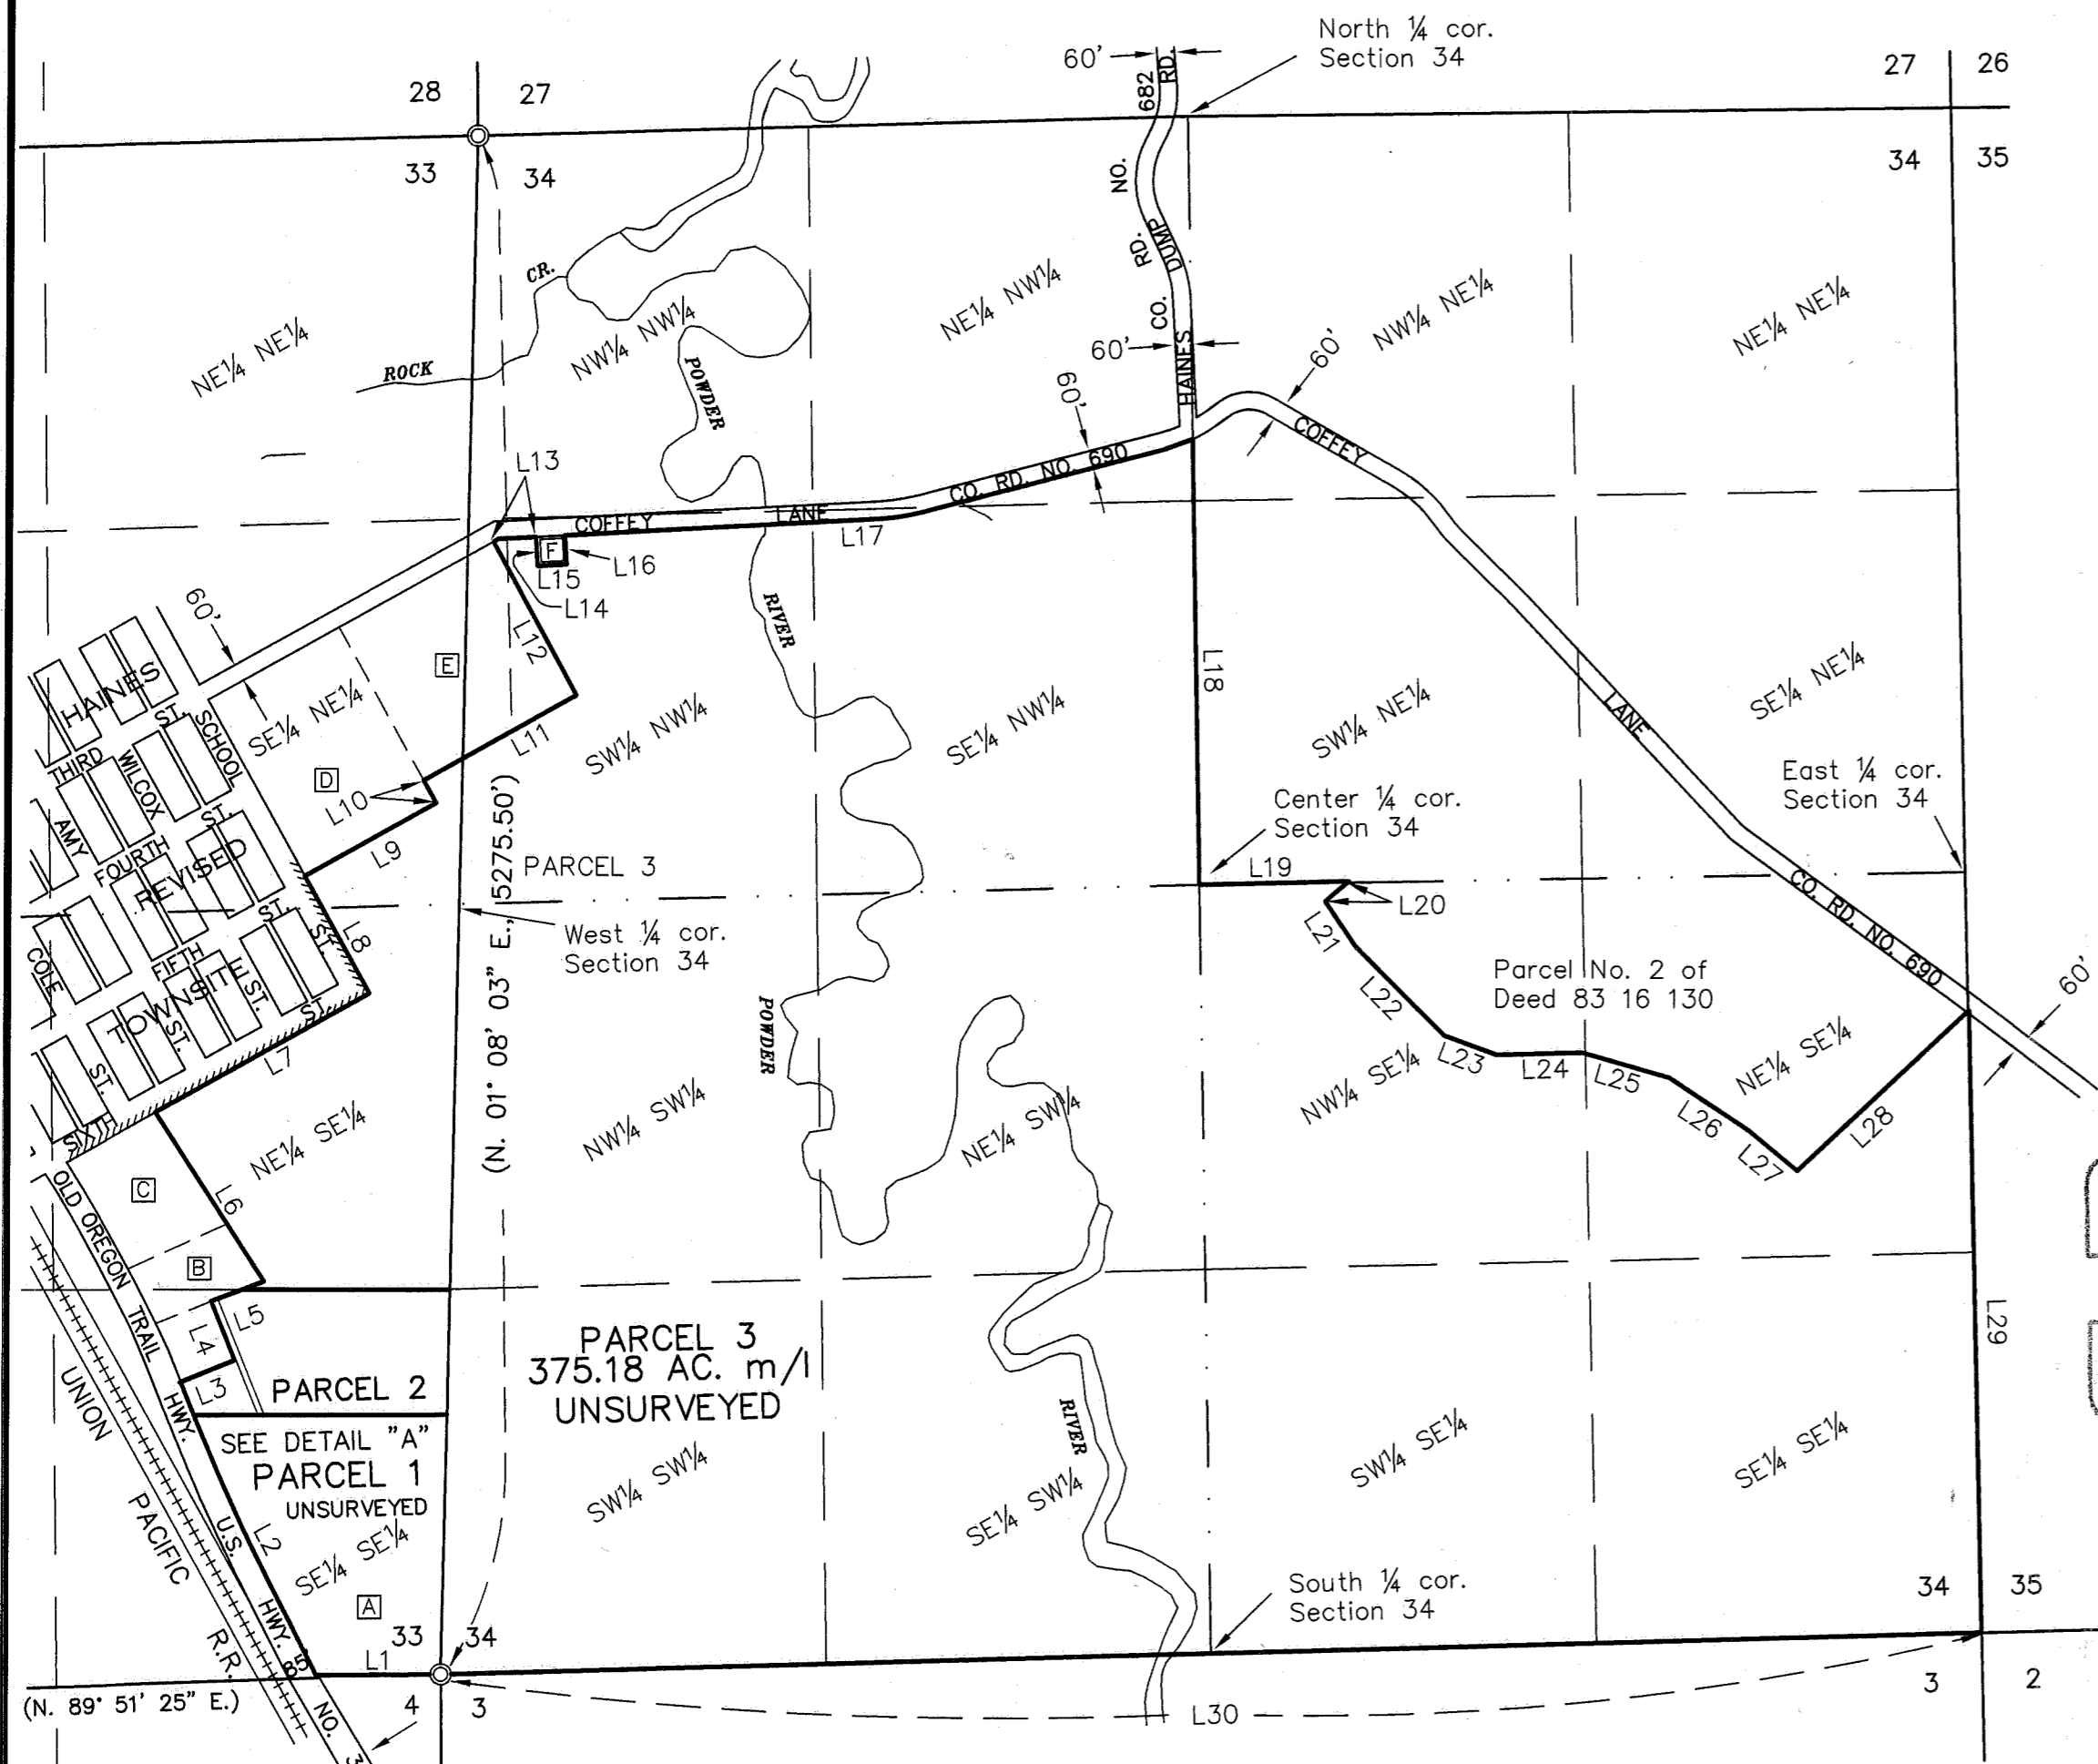 North ¼ cor.
Section 34
60'
682
RD.
28
27
27
26
33
34
34
35
NO.
RD.
DUMP
CO.
HAINES
60'
CR.
ROCK
NE¼ NE¼
NW¼ NW¼
NE¼ NW¼
NW¼ NE¼
NE¼ NE¼
POWDER
60'
60'
COFFEY
L13
CO. RD. NO. 690
COFFEY
LANE
L17
F
L16
L15
L14
L12
RIVER
60'
E
HAINES
ST.
SCHOOL
SE¼ NE¼
L11
SW¼ NW¼
SE¼ NW¼
L18
SW¼ NE¼
SE¼ NE¼
LANE
THIRD
WILCOX
ST.
D
L10
East ¼ cor.
Section 34
Center ¼ cor.
Section 34
AMY
FOURTH
REVISED
L9
PARCEL 3
(N. 01° 08' 03" E., 5275.50')
L19
L20
CO. RD. NO. 690
ST.
ST.
L8
West ¼ cor.
Section 34
L21
COLE
FIFTH
TOWNSITE
ST.
ST.
ST.
L22
Parcel No. 2 of
Deed 83 16 130
60'
POWDER
L7
ST.
SIXTH
NE¼ SE¼
NW¼ SW¼
NE¼ SW¼
NW¼ SE¼
L23
L24
L25
NE¼ SE¼
L26
L27
L28
C
L6
OLD OREGON TRAIL
B
L5
L4
L3
PARCEL 2
PARCEL 3
375.18 AC. m/l
UNSURVEYED
L29
UNION
HWY.
SEE DETAIL "A"
PARCEL 1
UNSURVEYED
RIVER
SE¼ SE¼
SW¼ SW¼
SE¼ SW¼
SW¼ SE¼
SE¼ SE¼
PACIFIC
U.S.
L2
HWY.
A
South ¼ cor.
Section 34
34
35
R.R.
85
L1
33
34
(N. 89° 51' 25" E.)
NO.
4
3
L30
3
2